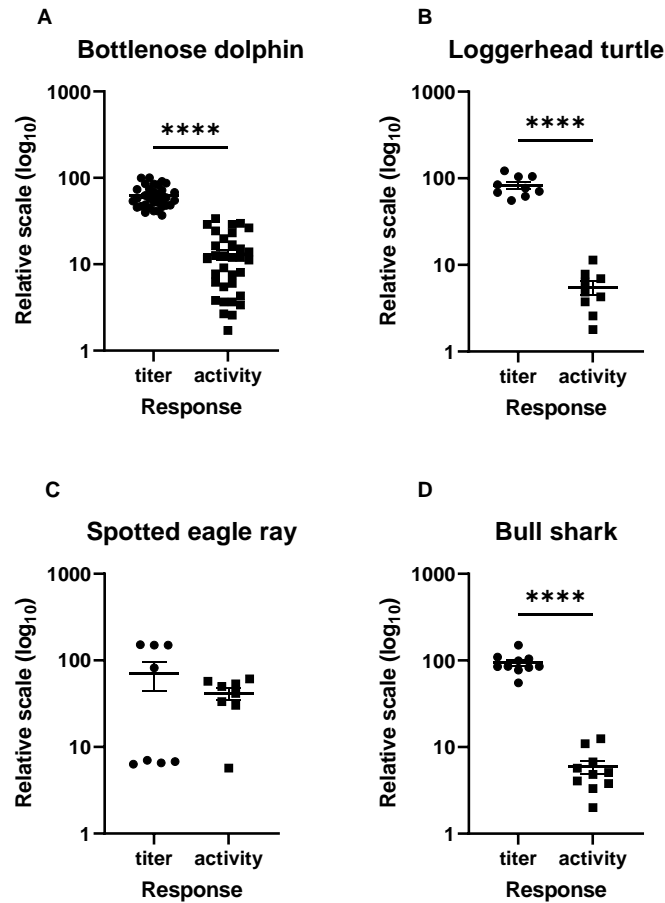 A
Bottlenose dolphin
Relative scale (log10)
1000
100
10
1
****
titer activity
Response
B
Loggerhead turtle
Relative scale (log10)
1000
100
10
1
****
titer activity
Response
C
Spotted eagle ray
Relative scale (log10)
1000
100
10
1
titer activity
Response
D
Bull shark
Relative scale (log10)
1000
100
10
1
****
titer activity
Response